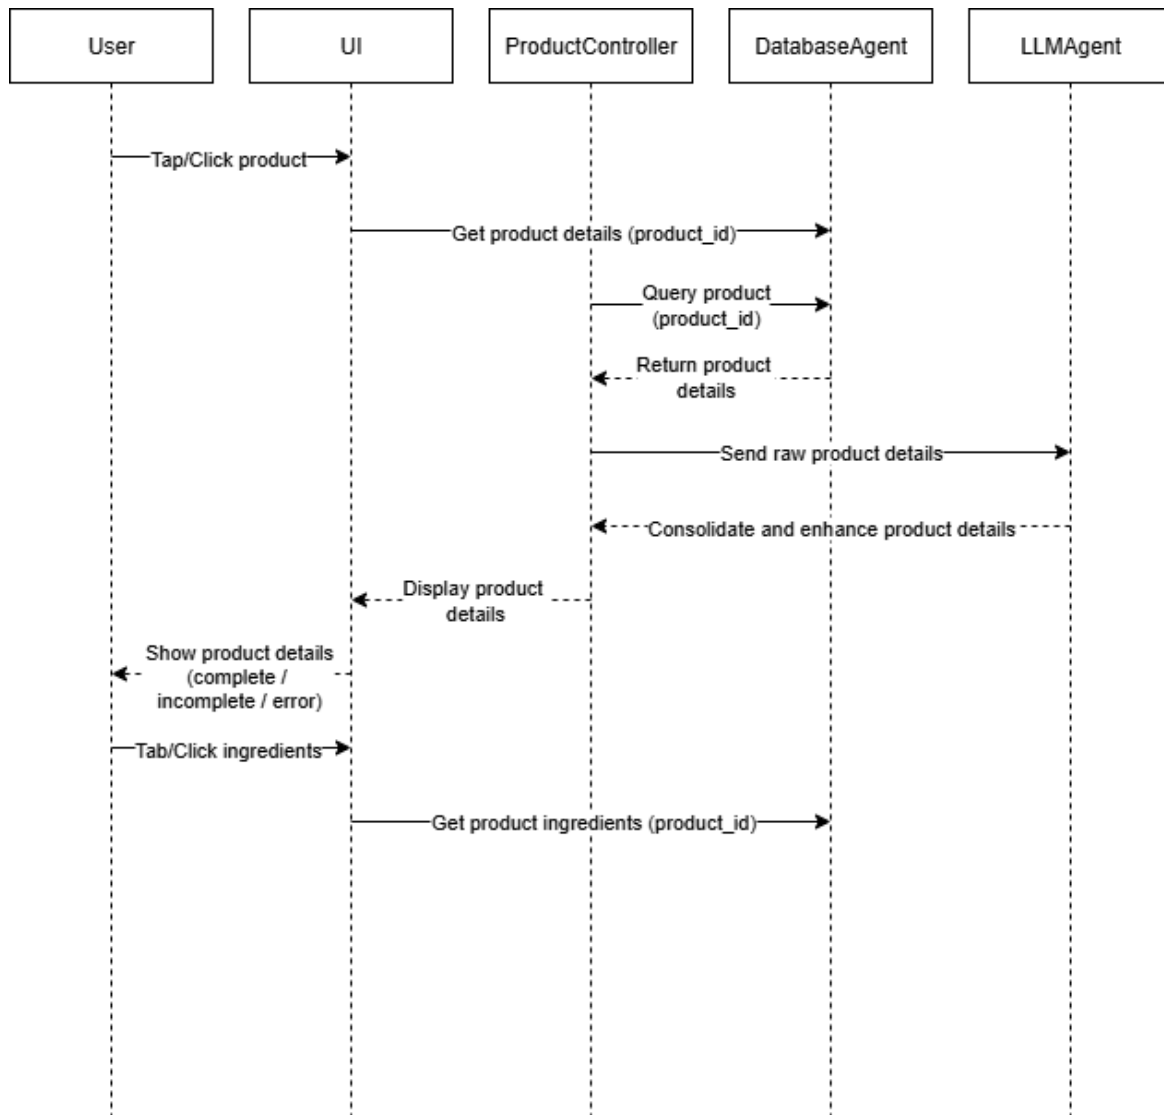 User
UI
ProductController
DatabaseAgent
LLMAgent
Tap/Click product
Get product details (product_id)
Query product
(product_id)
Return product
details
Send raw product details
Consolidate and enhance product details
Display product
details
Show product details
(complete /
incomplete / error)
Tab/Click ingredients
Get product ingredients (product_id)